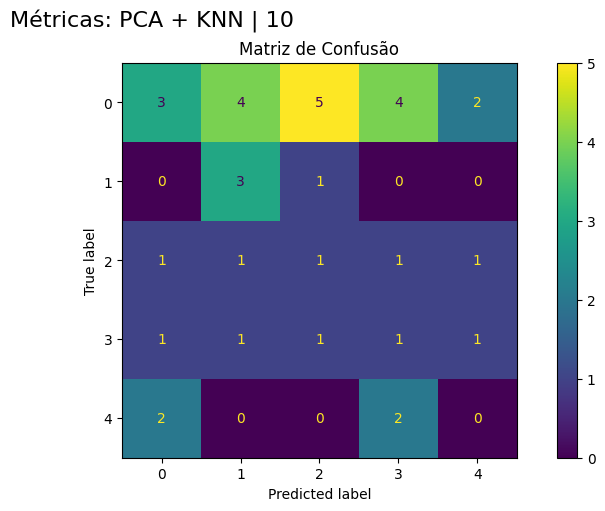 Métricas: PCA + KNN | 10
Matriz de Confusão
0 3 4 5 4 2
1 0 3 1 0 0
2 1 1 1 1 1
3 1 1 1 1 1
4 2 0 0 2 0
0 1 2 3 4
Predicted label
True label
5
4
3
2
1
0